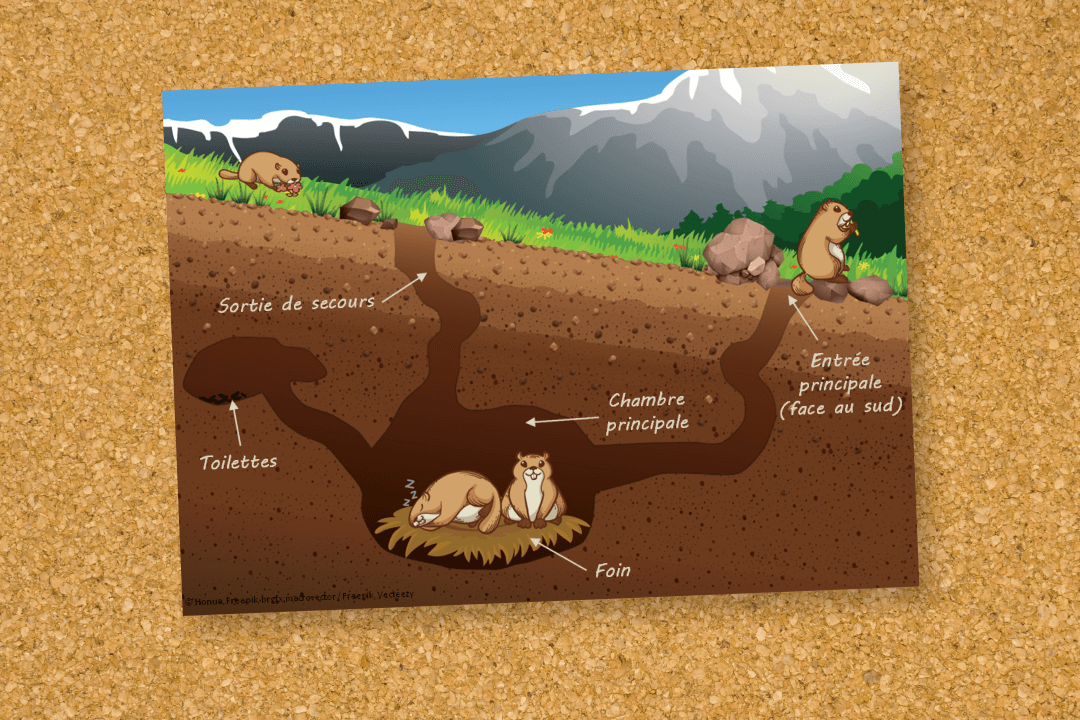 Sortie de secours
Entrée
principale
(face au sud)
Chambre
principale
Toilettes
Foin